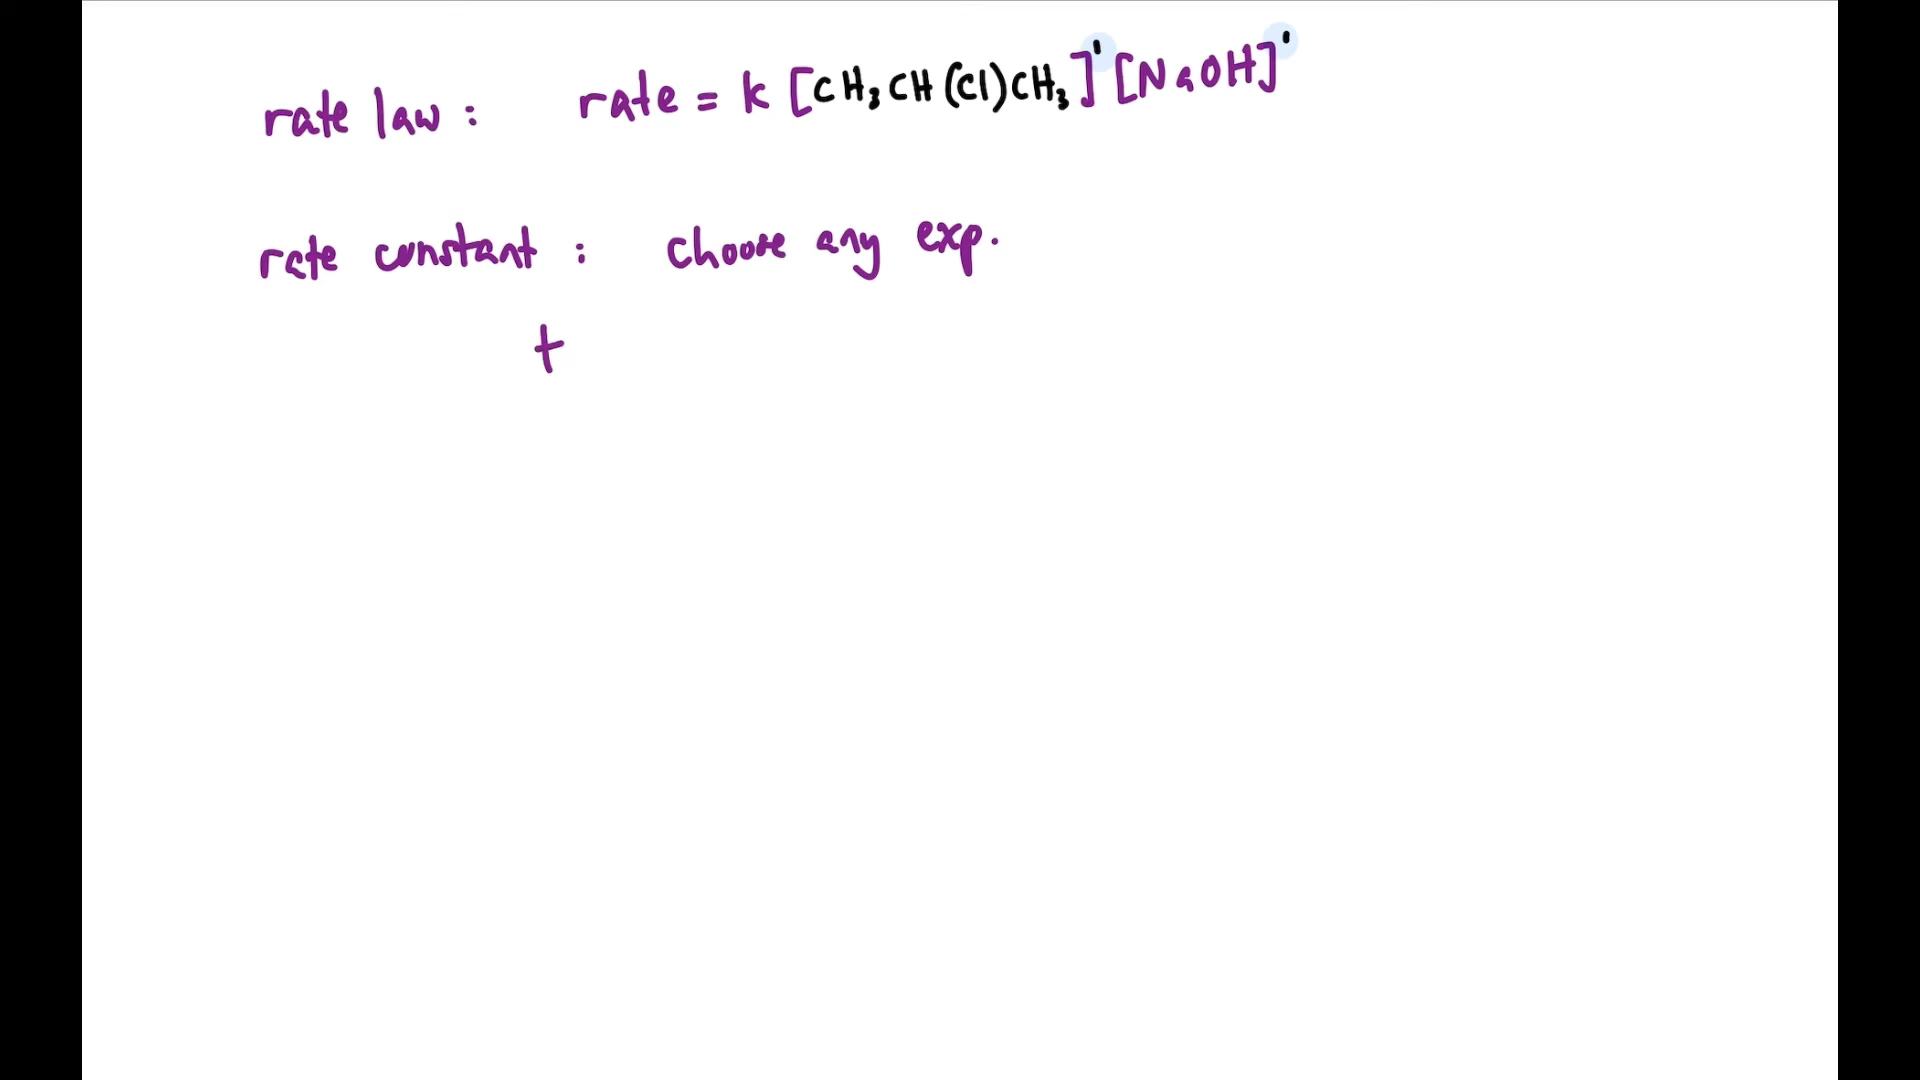 rate law : rate = k [CH₃CH(Cl)CH₃]¹ [NaOH]¹
rate constant : choose any exp.
t